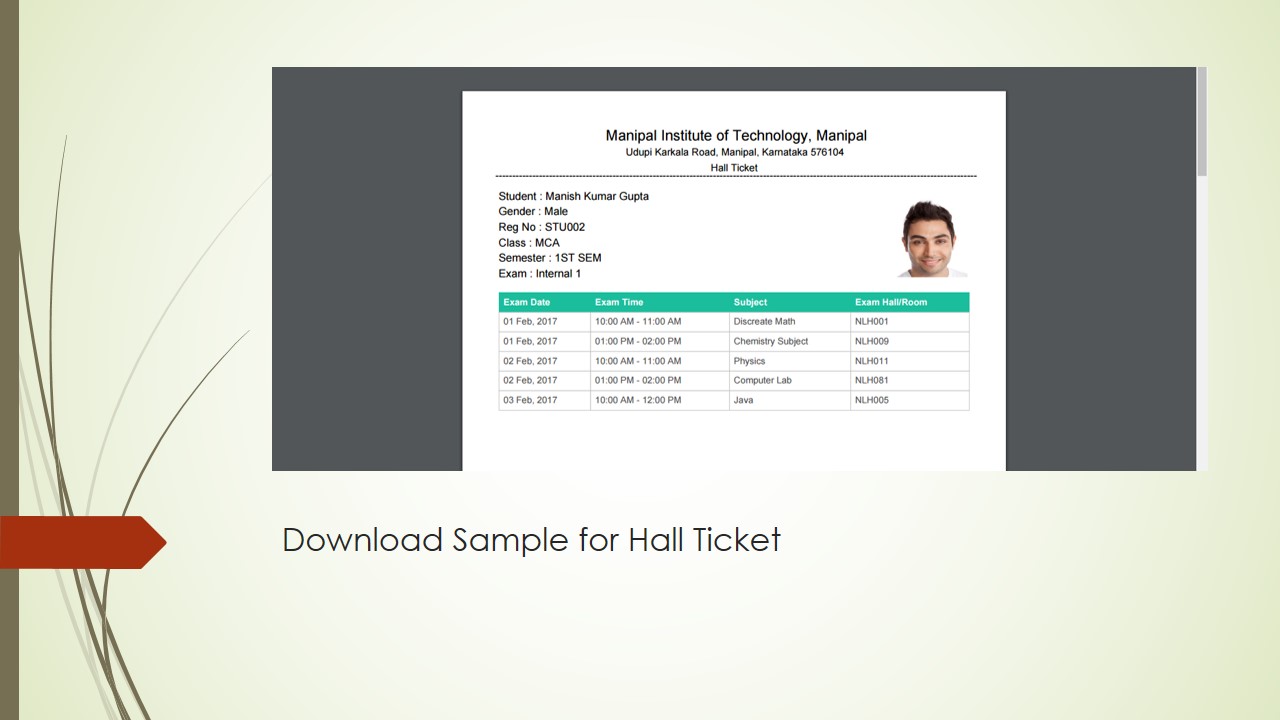 Manipal Institute of Technology, Manipal
Udupi Karkala Road, Manipal, Karnataka 576104
Hall Ticket
Student : Manish Kumar Gupta
Gender : Male
Reg No : STU002
Class : MCA
Semester : 1ST SEM
Exam : Internal 1
Exam Date Exam Time Subject Exam Hall/Room
01 Feb, 2017 10:00 AM - 11:00 AM Discreate Math NLH001
01 Feb, 2017 01:00 PM - 02:00 PM Chemistry Subject NLH009
02 Feb, 2017 10:00 AM - 11:00 AM Physics NLH011
02 Feb, 2017 01:00 PM - 02:00 PM Computer Lab NLH081
03 Feb, 2017 10:00 AM - 12:00 PM Java NLH005
Download Sample for Hall Ticket